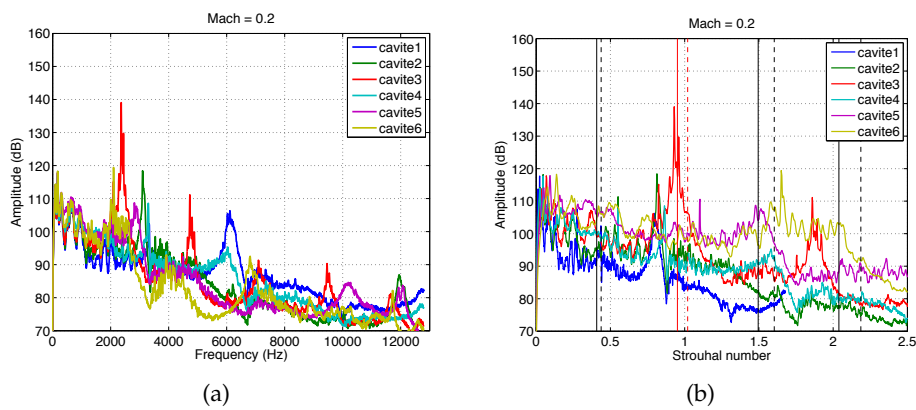 Mach = 0.2
160
150
140
130
120
110
100
90
80
70
Amplitude (dB)
0 2000 4000 6000 8000 10000 12000
Frequency (Hz)
cavite1
cavite2
cavite3
cavite4
cavite5
cavite6
(a)
Mach = 0.2
160
150
140
130
120
110
100
90
80
70
Amplitude (dB)
0 0.5 1 1.5 2 2.5
Strouhal number
cavite1
cavite2
cavite3
cavite4
cavite5
cavite6
(b)